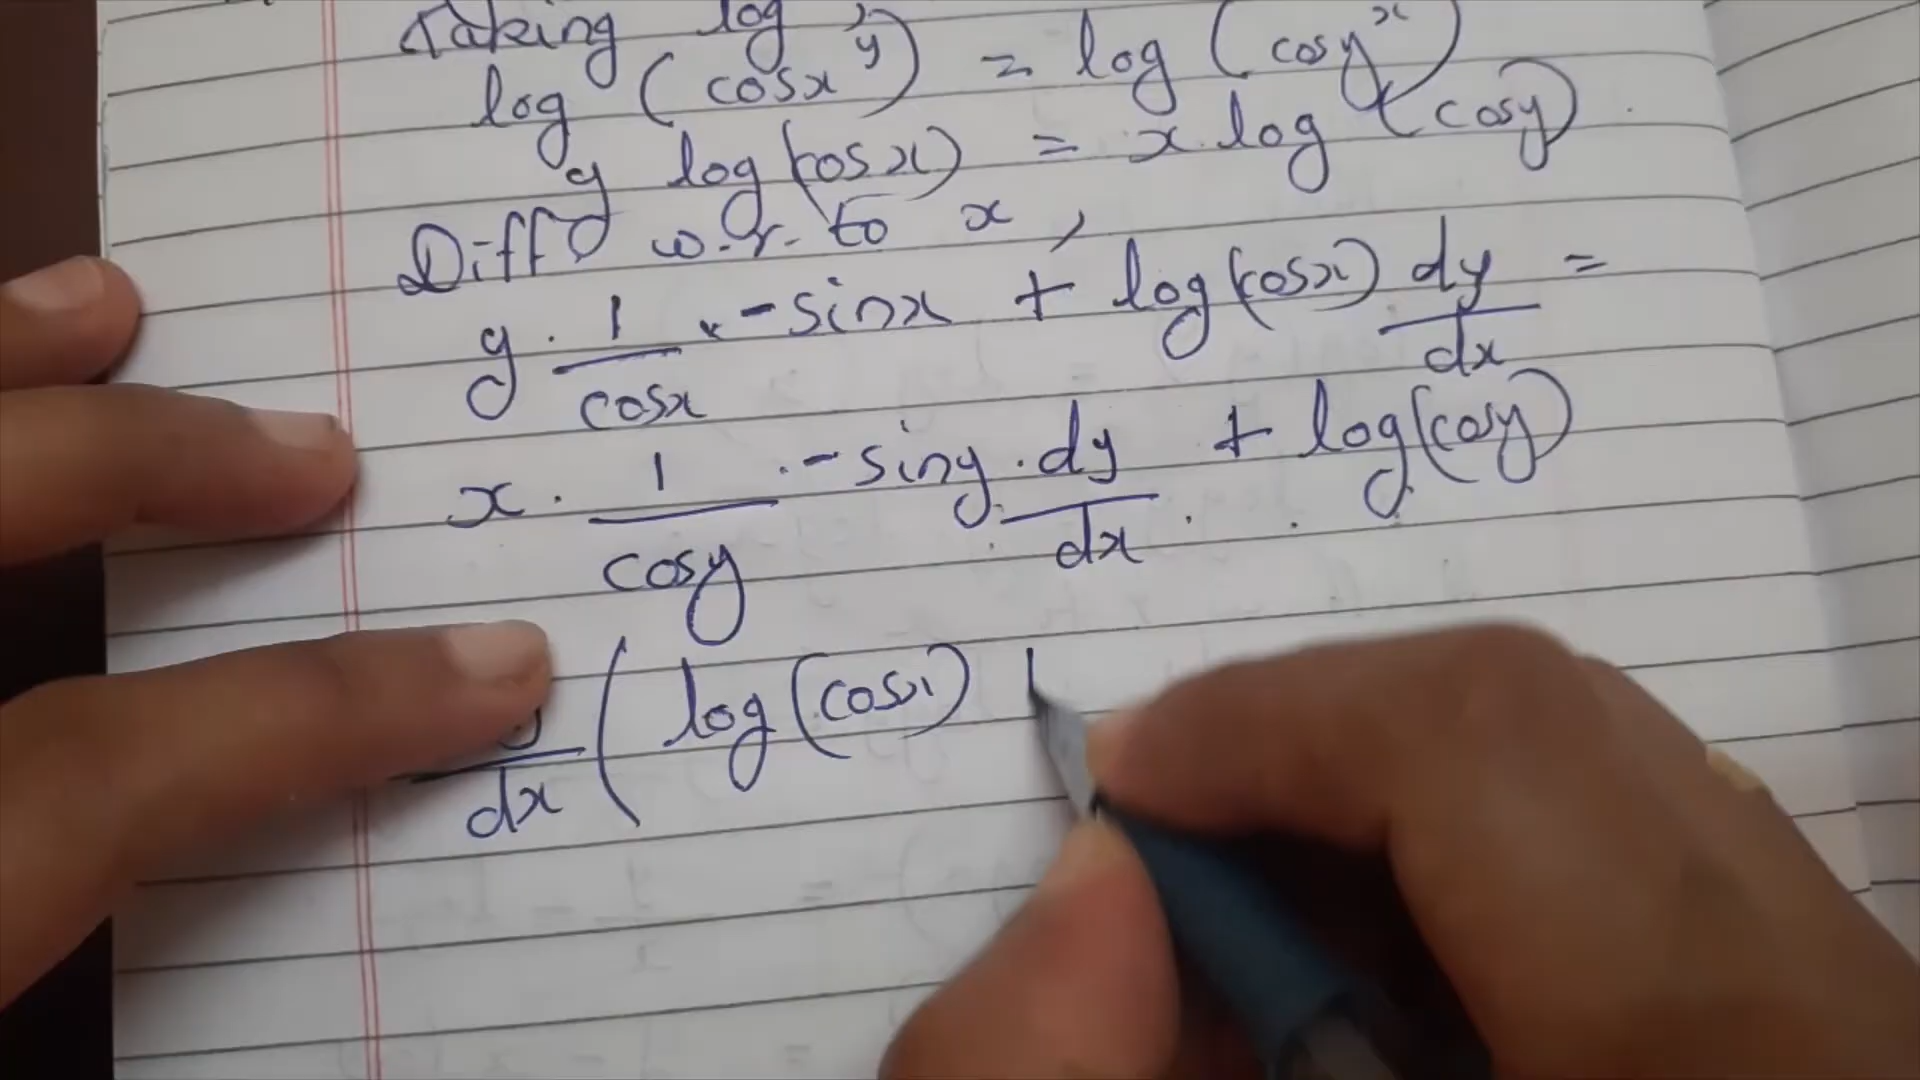 Taking log,
log (cosx^y) = log (cosy^x)
y log(cosx) = x.log (cosy)
Diff w.r.to x,
y . 1/cosx . -sinx + log(cosx) dy/dx =
x . 1/cosy . -siny . dy/dx + log(cosy)
dx ( log(cosx)